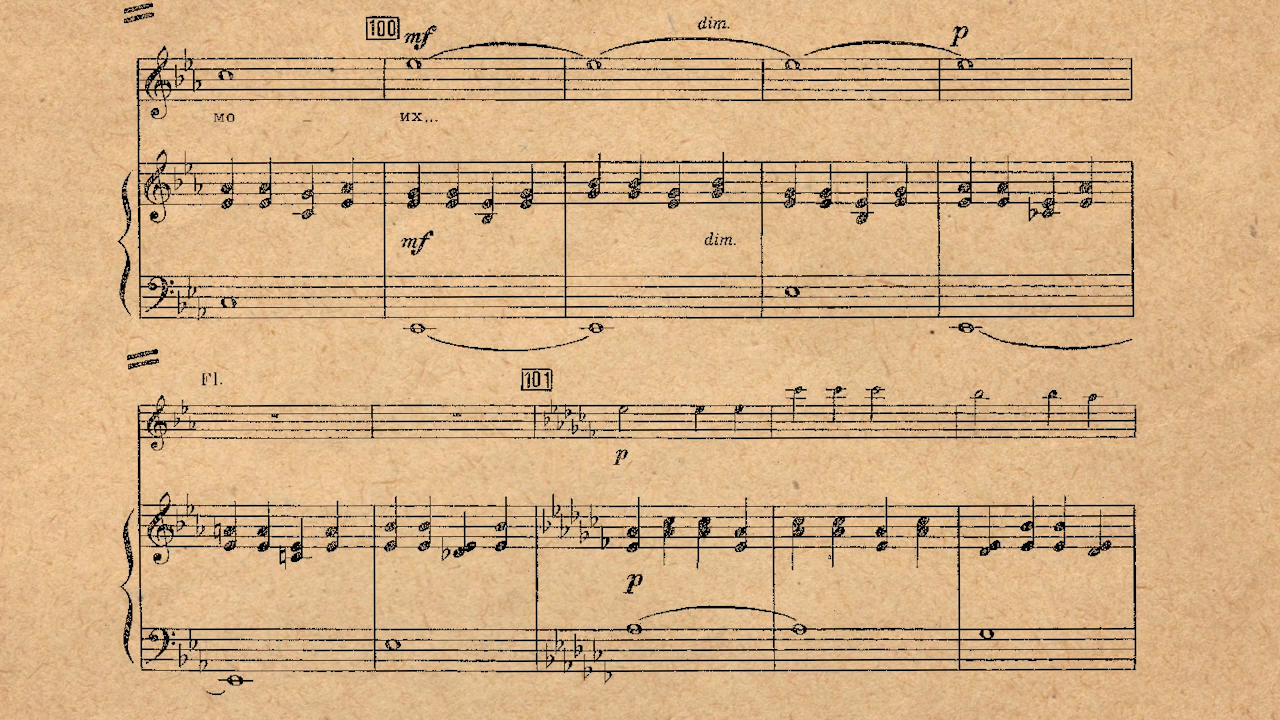 100 mf dim. p
мо – их...
mf dim.
Fl. 101
p
p